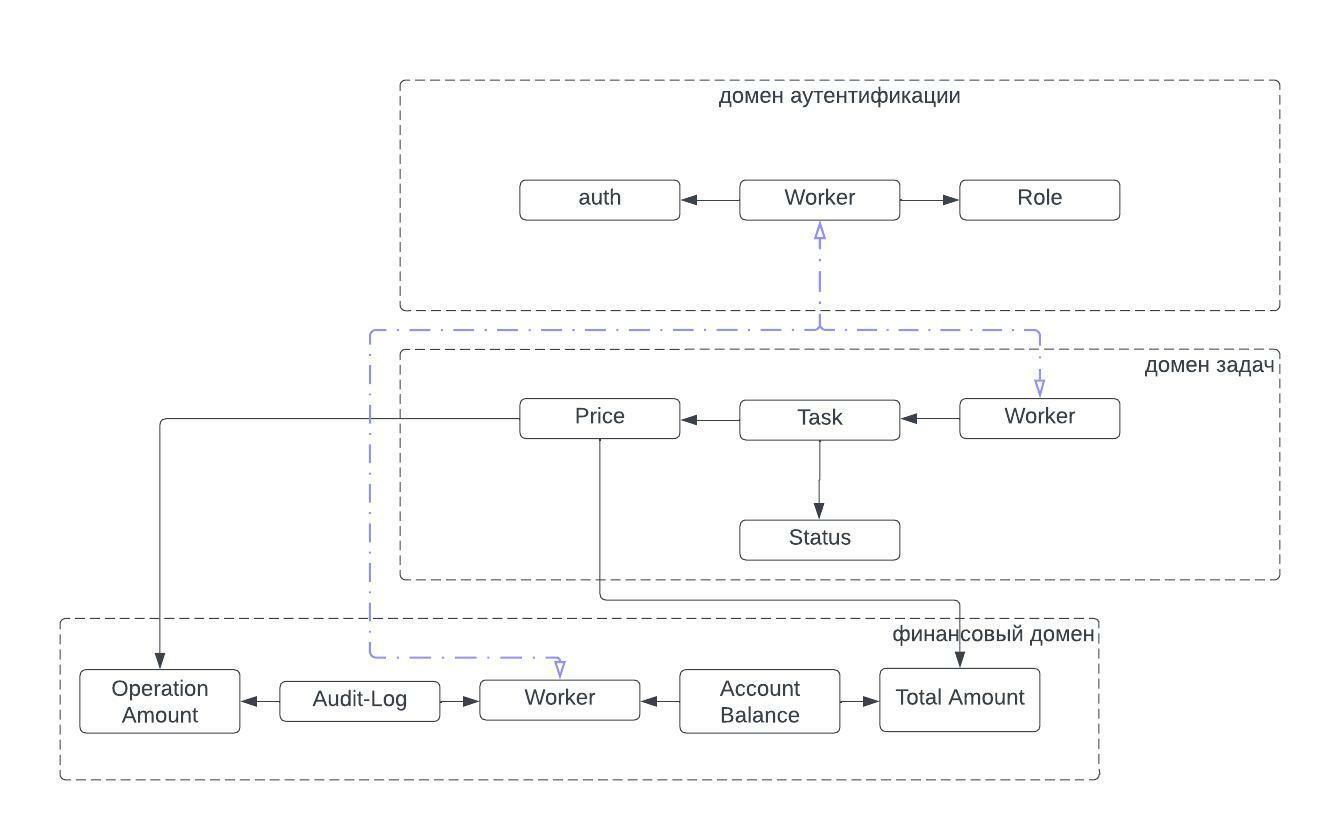 домен аутентификации
auth
Worker
Role
домен задач
Price
Task
Worker
Status
финансовый домен
Operation
Amount
Audit-Log
Worker
Account
Balance
Total Amount